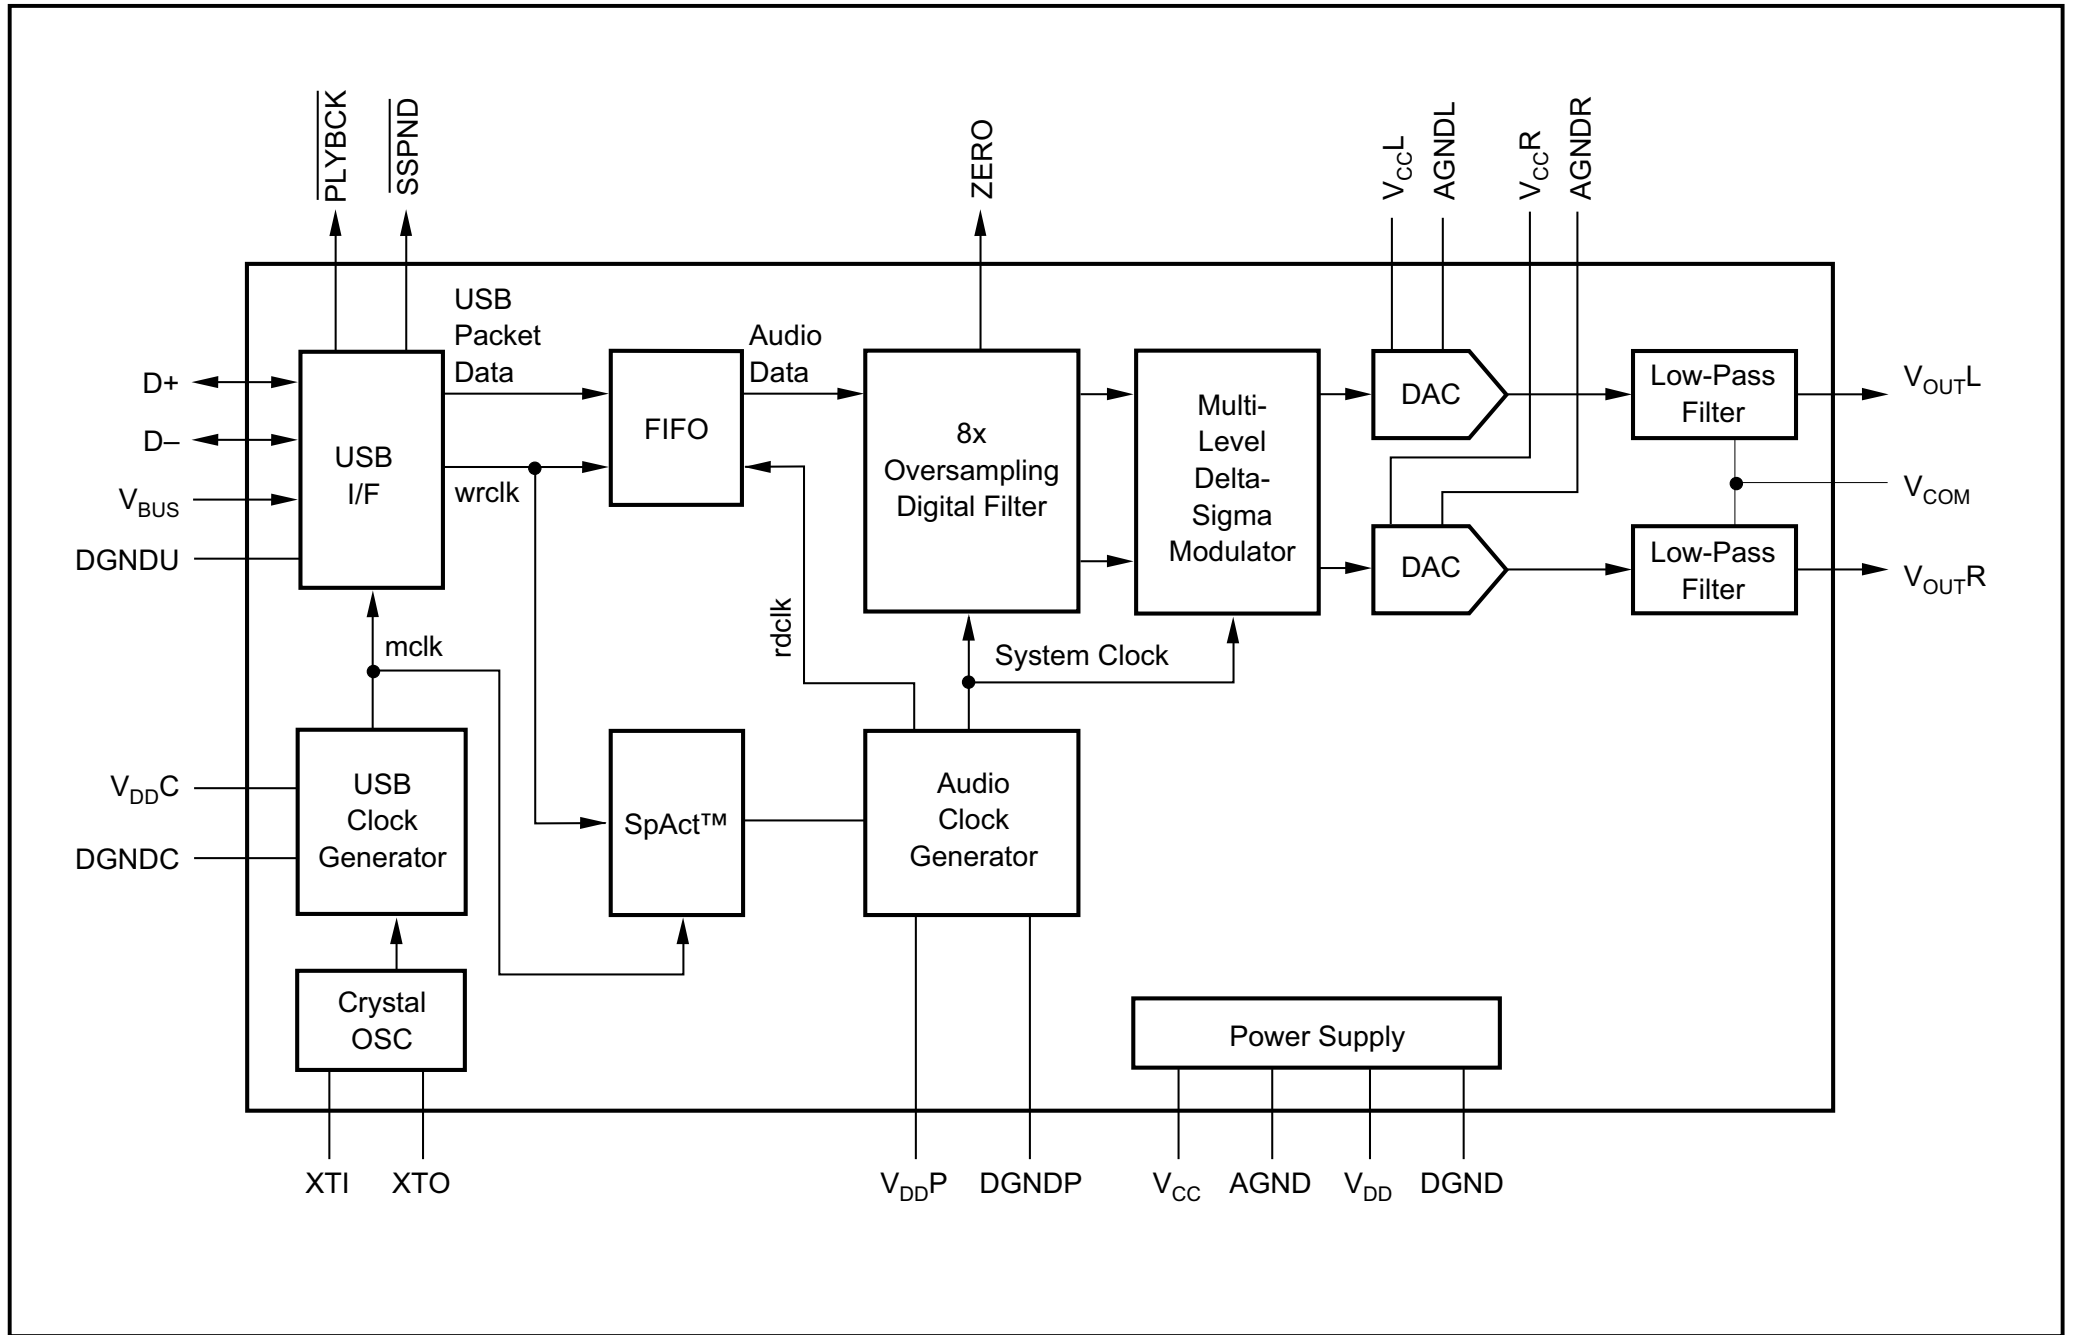 PLYBCK
SSPND
ZERO
VCCL
AGNDL
VCCR
AGNDR
USB
Packet
Data
Audio
Data
D+
D–
VBUS
DGNDU
USB
I/F
wrclk
FIFO
8x
Oversampling
Digital Filter
Multi-
Level
Delta-
Sigma
Modulator
DAC
DAC
Low-Pass
Filter
Low-Pass
Filter
VOUTL
VCOM
VOUTR
mclk
rdclk
System Clock
VDDC
DGNDC
USB
Clock
Generator
SpAct™
Audio
Clock
Generator
Crystal
OSC
Power Supply
XTI
XTO
VDDP
DGNDP
VCC
AGND
VDD
DGND